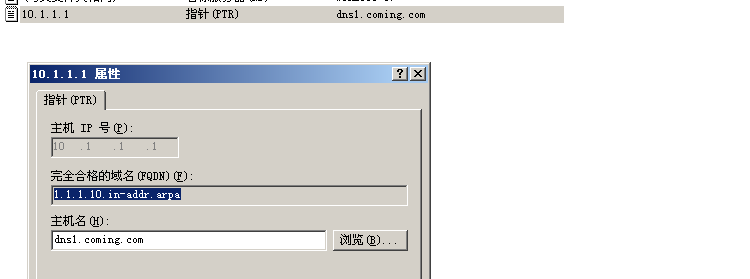 10.1.1.1 指针(PTR) dns1.coming.com
10.1.1.1 属性
指针(PTR)
主机 IP 号(P):
10 .1 .1 .1
完全合格的域名(FQDN)(F):
1.1.1.10.in-addr.arpa
主机名(H):
dns1.coming.com 浏览(B)...